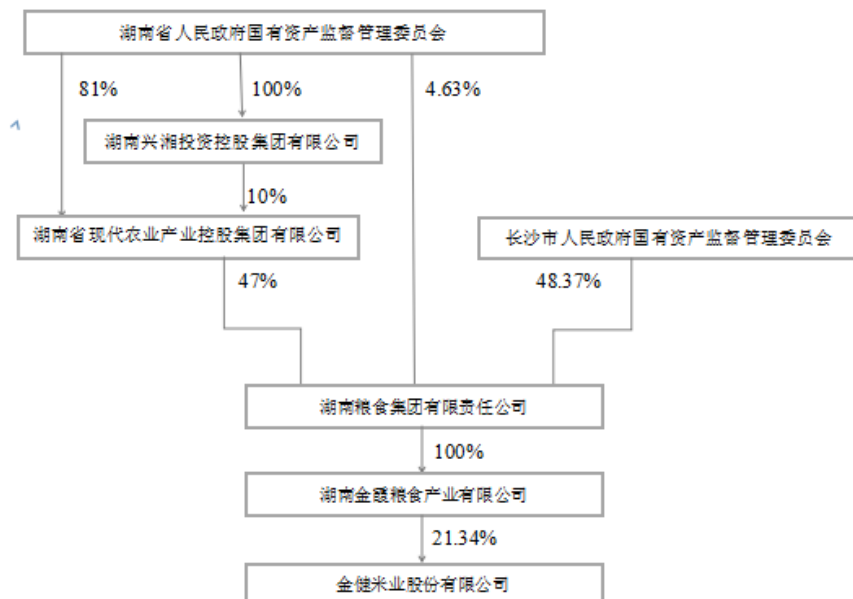 湖南省人民政府国有资产监督管理委员会
81%
100%
4.63%
湖南兴湘投资控股集团有限公司
10%
湖南省现代农业产业控股集团有限公司
长沙市人民政府国有资产监督管理委员会
47%
48.37%
湖南粮食集团有限责任公司
100%
湖南金霞粮食产业有限公司
21.34%
金健米业股份有限公司